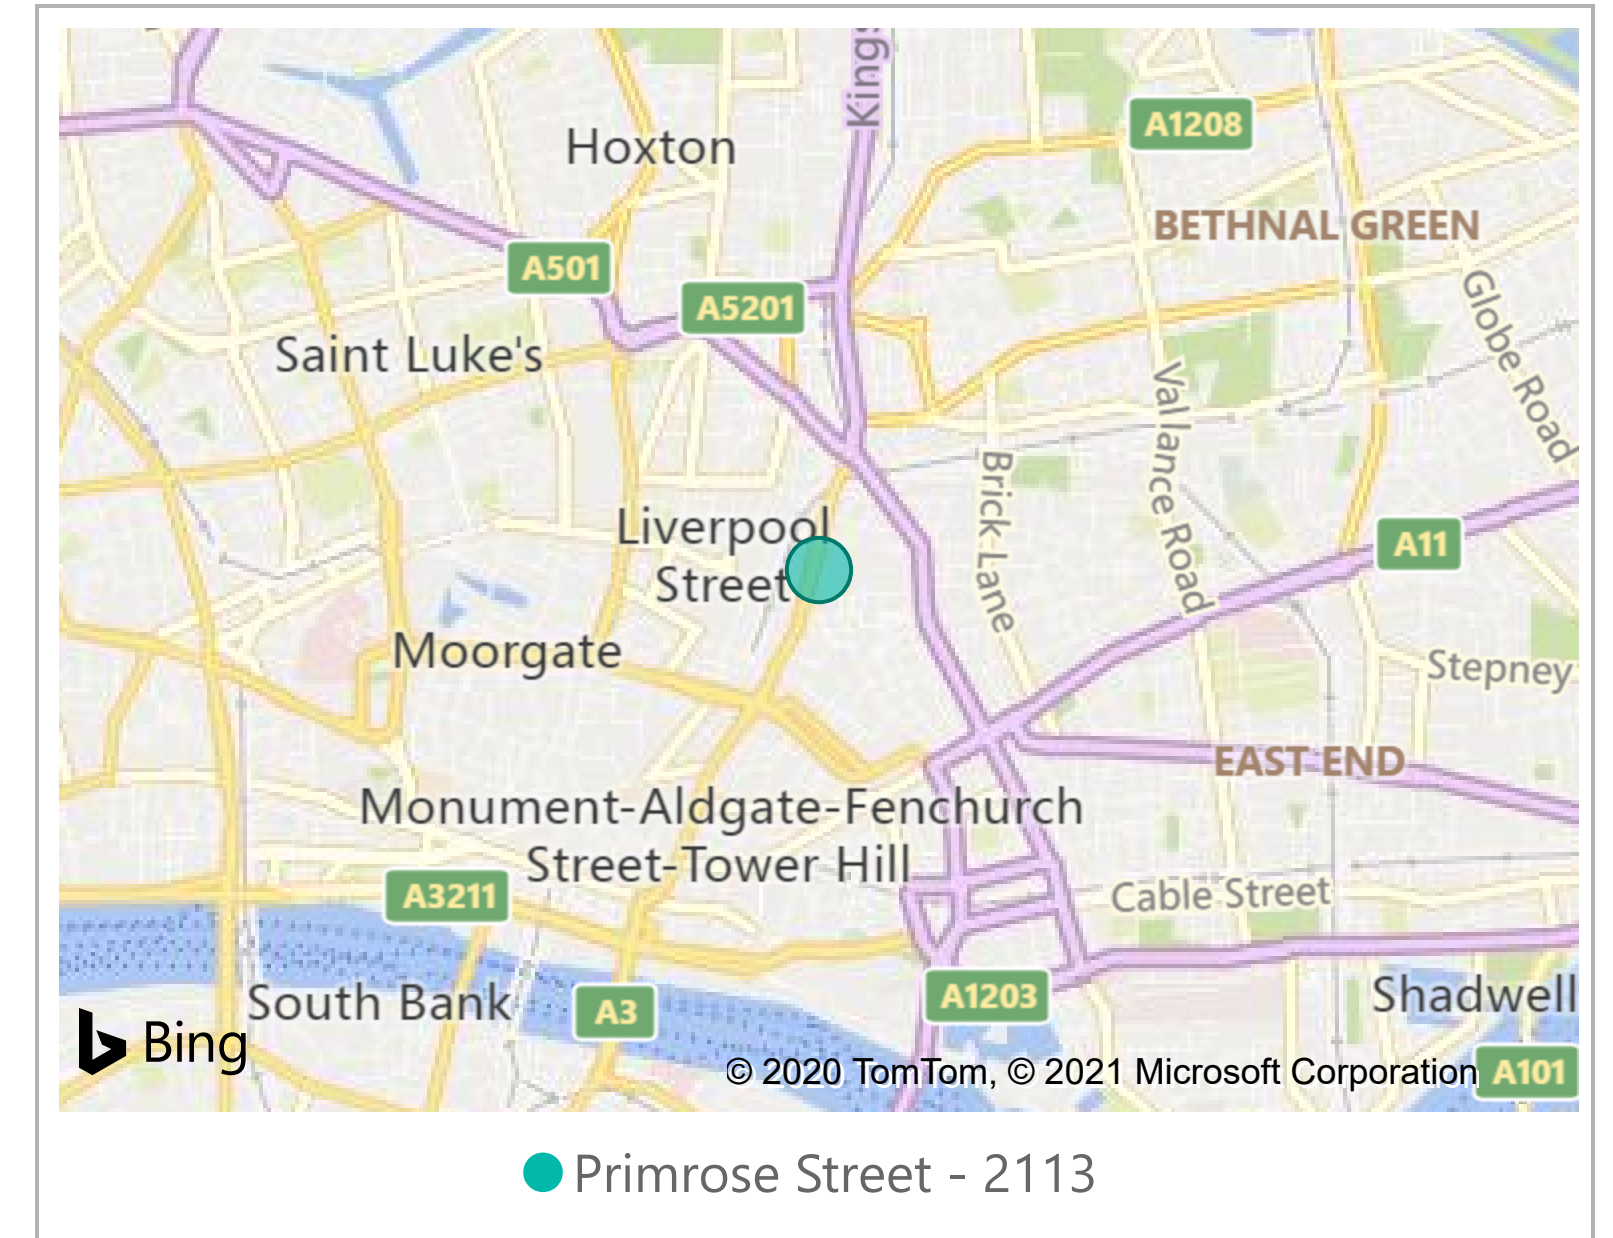 Kings
A1208
Hoxton
BETHNAL GREEN
A501
A5201
Globe Road
Saint Luke's
Vallance Road
Brick Lane
Liverpool
Street
A11
Moorgate
Stepney
EAST END
Monument-Aldgate-Fenchurch
Street-Tower Hill
A3211
Cable Street
South Bank
A3
A1203
Shadwell
Bing
© 2020 TomTom, © 2021 Microsoft Corporation
A101
Primrose Street - 2113